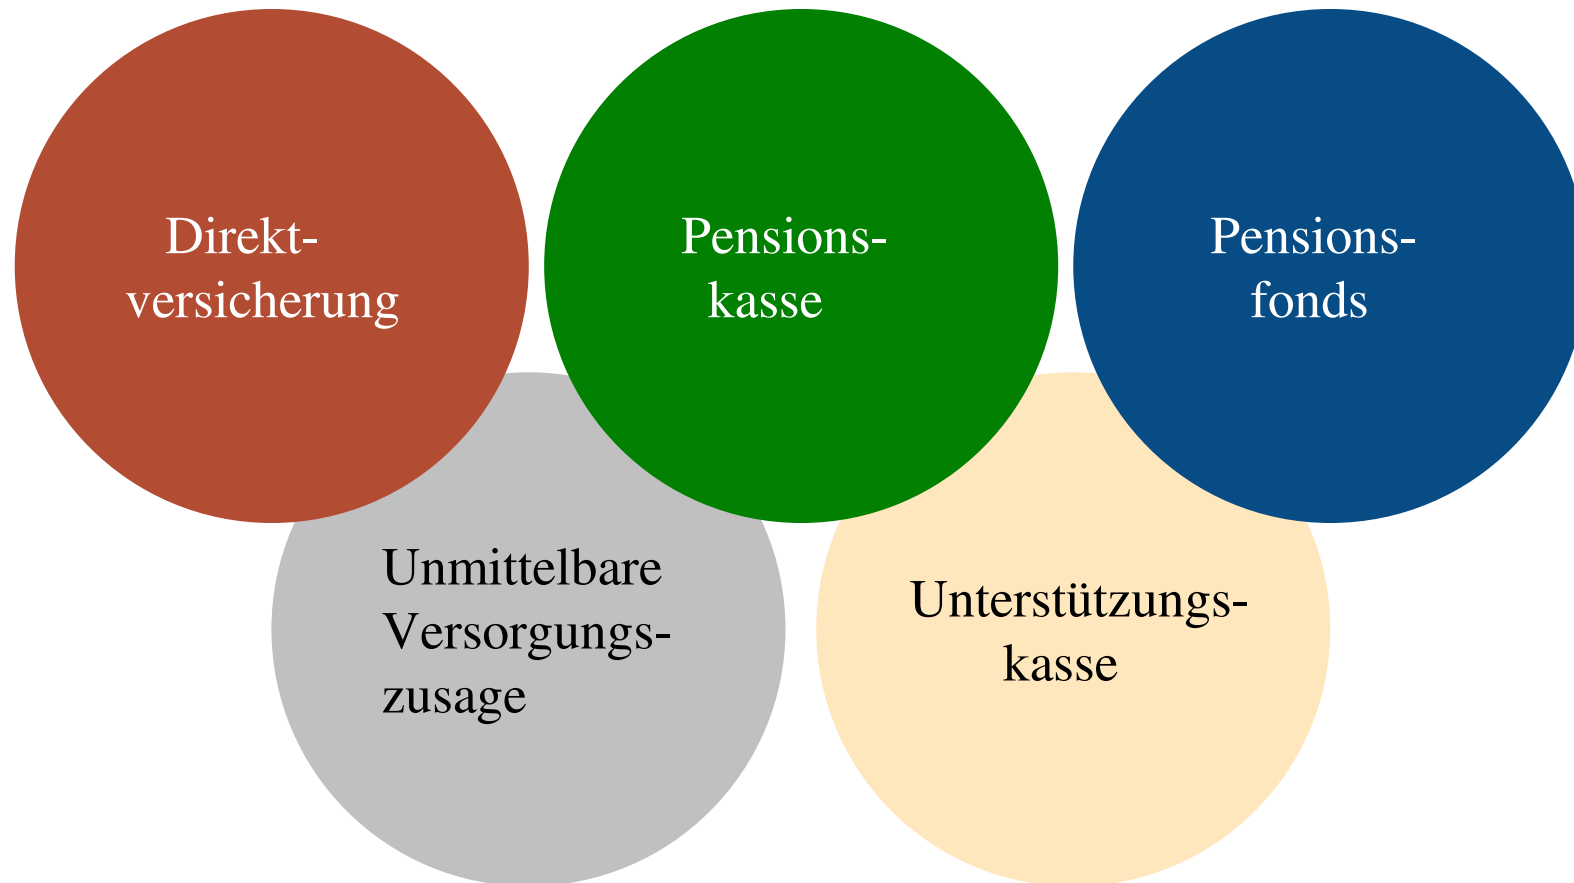 Direkt-
versicherung
Pensions-
kasse
Pensions-
fonds
Unmittelbare
Versorgungs-
zusage
Unterstützungs-
kasse